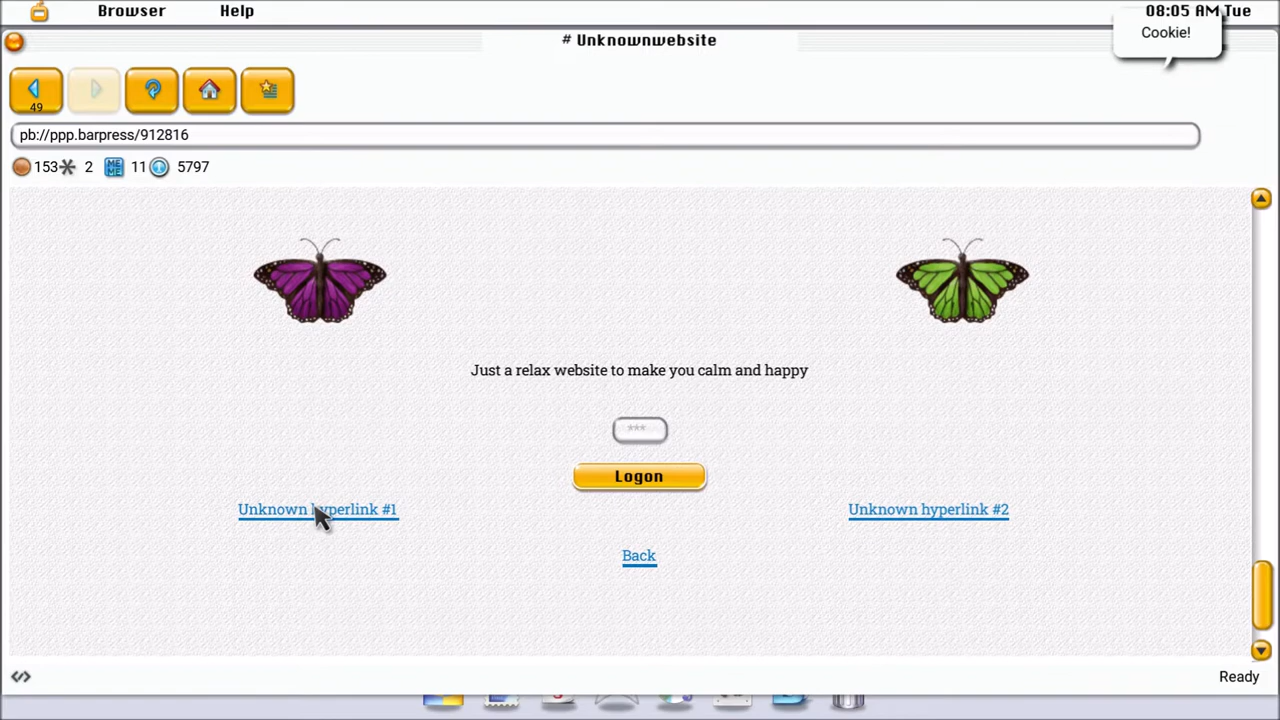 Browser Help 08:05 AM Tue
Cookie!
# Unknownwebsite
49
pb://ppp.barpress/912816
153 2 MEME 11 5797
Just a relax website to make you calm and happy
***
Logon
Unknown hyperlink #1 Unknown hyperlink #2
Back
Ready